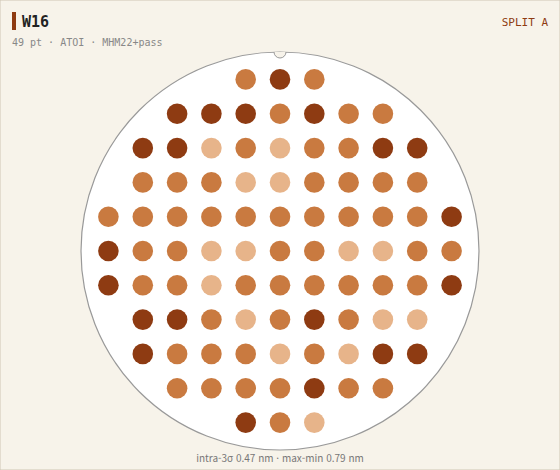 W16
SPLIT A
49 pt · ATOI · MHM22+pass
intra-3σ 0.47 nm · max-min 0.79 nm